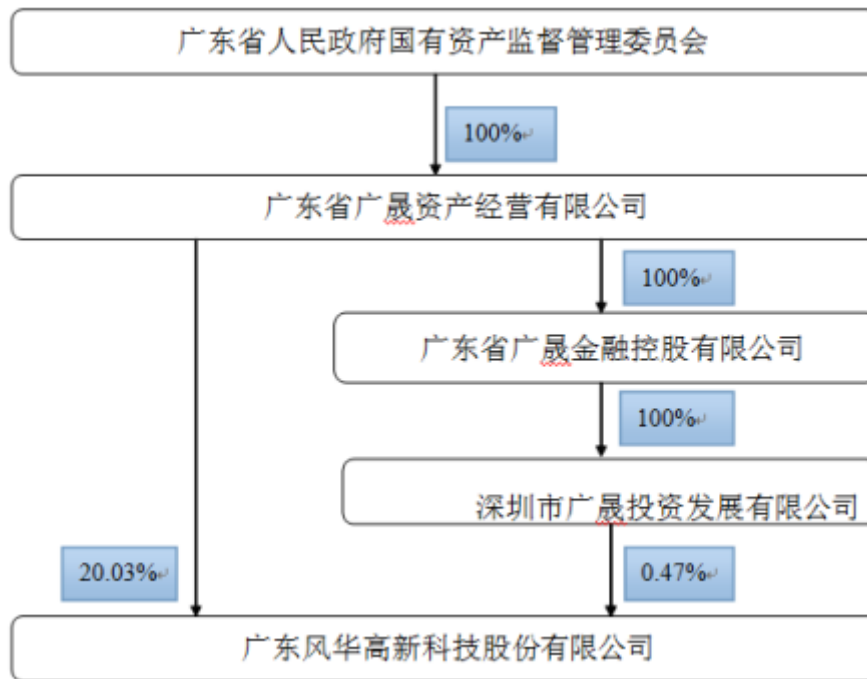 广东省人民政府国有资产监督管理委员会
100%
广东省广晟资产经营有限公司
100%
广东省广晟金融控股有限公司
100%
深圳市广晟投资发展有限公司
20.03%
0.47%
广东风华高新科技股份有限公司